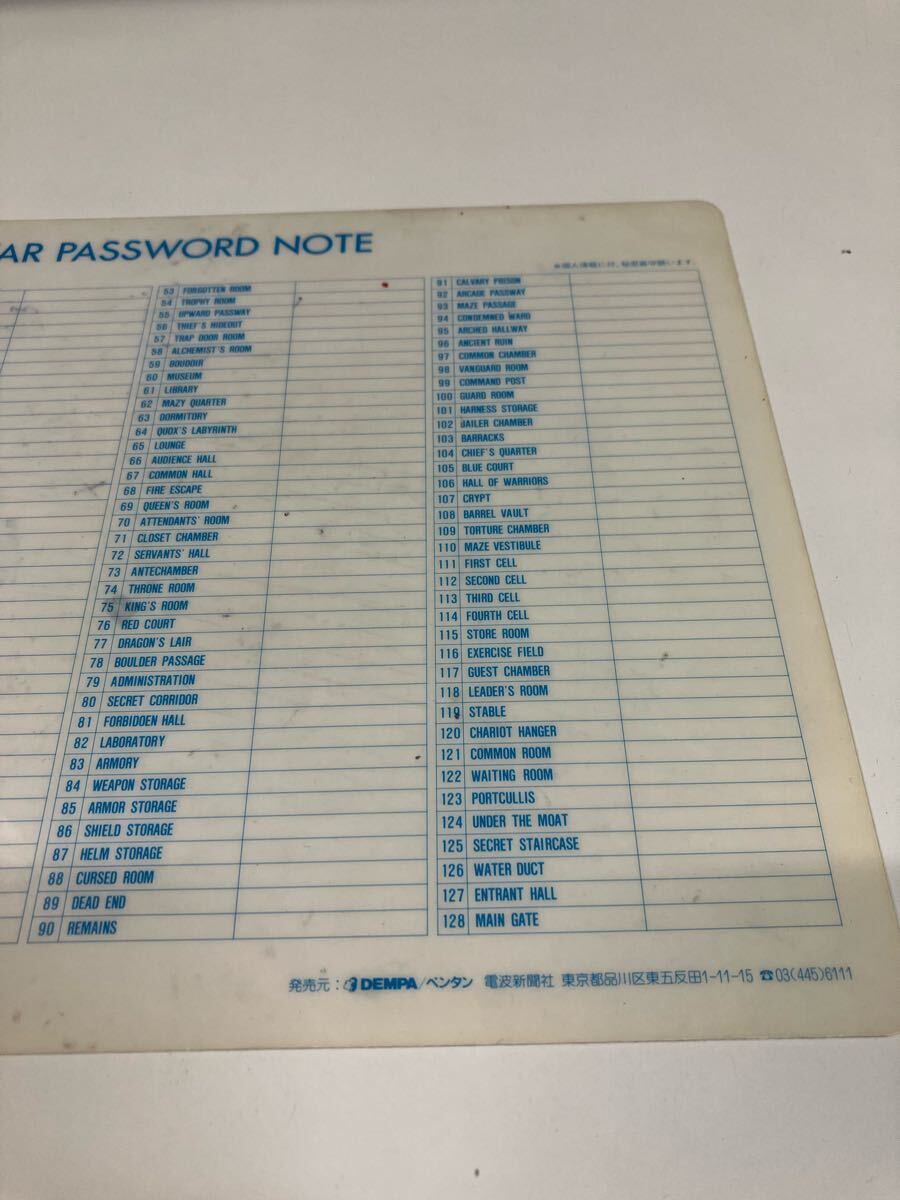 AR PASSWORD NOTE
53 FORGOTTEN ROOM
54 TROPHY ROOM
55 UPWARD PASSWAY
56 THIEF'S HIDEOUT
57 TRAP DOOR ROOM
58 ALCHEMIST'S ROOM
59 BOUDOIR
60 MUSEUM
61 LIBRARY
62 MAZY QUARTER
63 DORMITORY
64 QUOX'S LABYRINTH
65 LOUNGE
66 AUDIENCE HALL
67 COMMON HALL
68 FIRE ESCAPE
69 QUEEN'S ROOM
70 ATTENDANTS' ROOM
71 CLOSET CHAMBER
72 SERVANTS' HALL
73 ANTECHAMBER
74 THRONE ROOM
75 KING'S ROOM
76 RED COURT
77 DRAGON'S LAIR
78 BOULDER PASSAGE
79 ADMINISTRATION
80 SECRET CORRIDOR
81 FORBIDOEN HALL
82 LABORATORY
83 ARMORY
84 WEAPON STORAGE
85 ARMOR STORAGE
86 SHIELD STORAGE
87 HELM STORAGE
88 CURSED ROOM
89 DEAD END
90 REMAINS
91 CALVARY PRISON
92 ARCADE PASSWAY
93 MAZE PASSAGE
94 CONDEMNED WARD
95 ARCHED HALLWAY
96 ANCIENT RUIN
97 COMMON CHAMBER
98 VANGUARD ROOM
99 COMMAND POST
100 GUARD ROOM
101 HARNESS STORAGE
102 JAILER CHAMBER
103 BARRACKS
104 CHIEF'S QUARTER
105 BLUE COURT
106 HALL OF WARRIORS
107 CRYPT
108 BARREL VAULT
109 TORTURE CHAMBER
110 MAZE VESTIBULE
111 FIRST CELL
112 SECOND CELL
113 THIRD CELL
114 FOURTH CELL
115 STORE ROOM
116 EXERCISE FIELD
117 GUEST CHAMBER
118 LEADER'S ROOM
119 STABLE
120 CHARIOT HANGER
121 COMMON ROOM
122 WAITING ROOM
123 PORTCULLIS
124 UNDER THE MOAT
125 SECRET STAIRCASE
126 WATER DUCT
127 ENTRANT HALL
128 MAIN GATE
発売元：DEMPA/ペンタン 電波新聞社 東京都品川区東五反田1-11-15 ☎03(445)6111